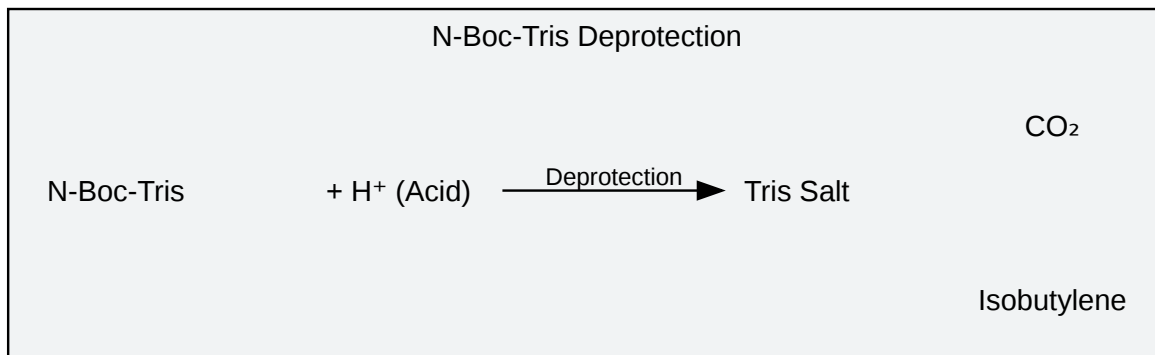 N-Boc-Tris Deprotection
CO₂
N-Boc-Tris
+ H⁺ (Acid)
Deprotection
Tris Salt
Isobutylene